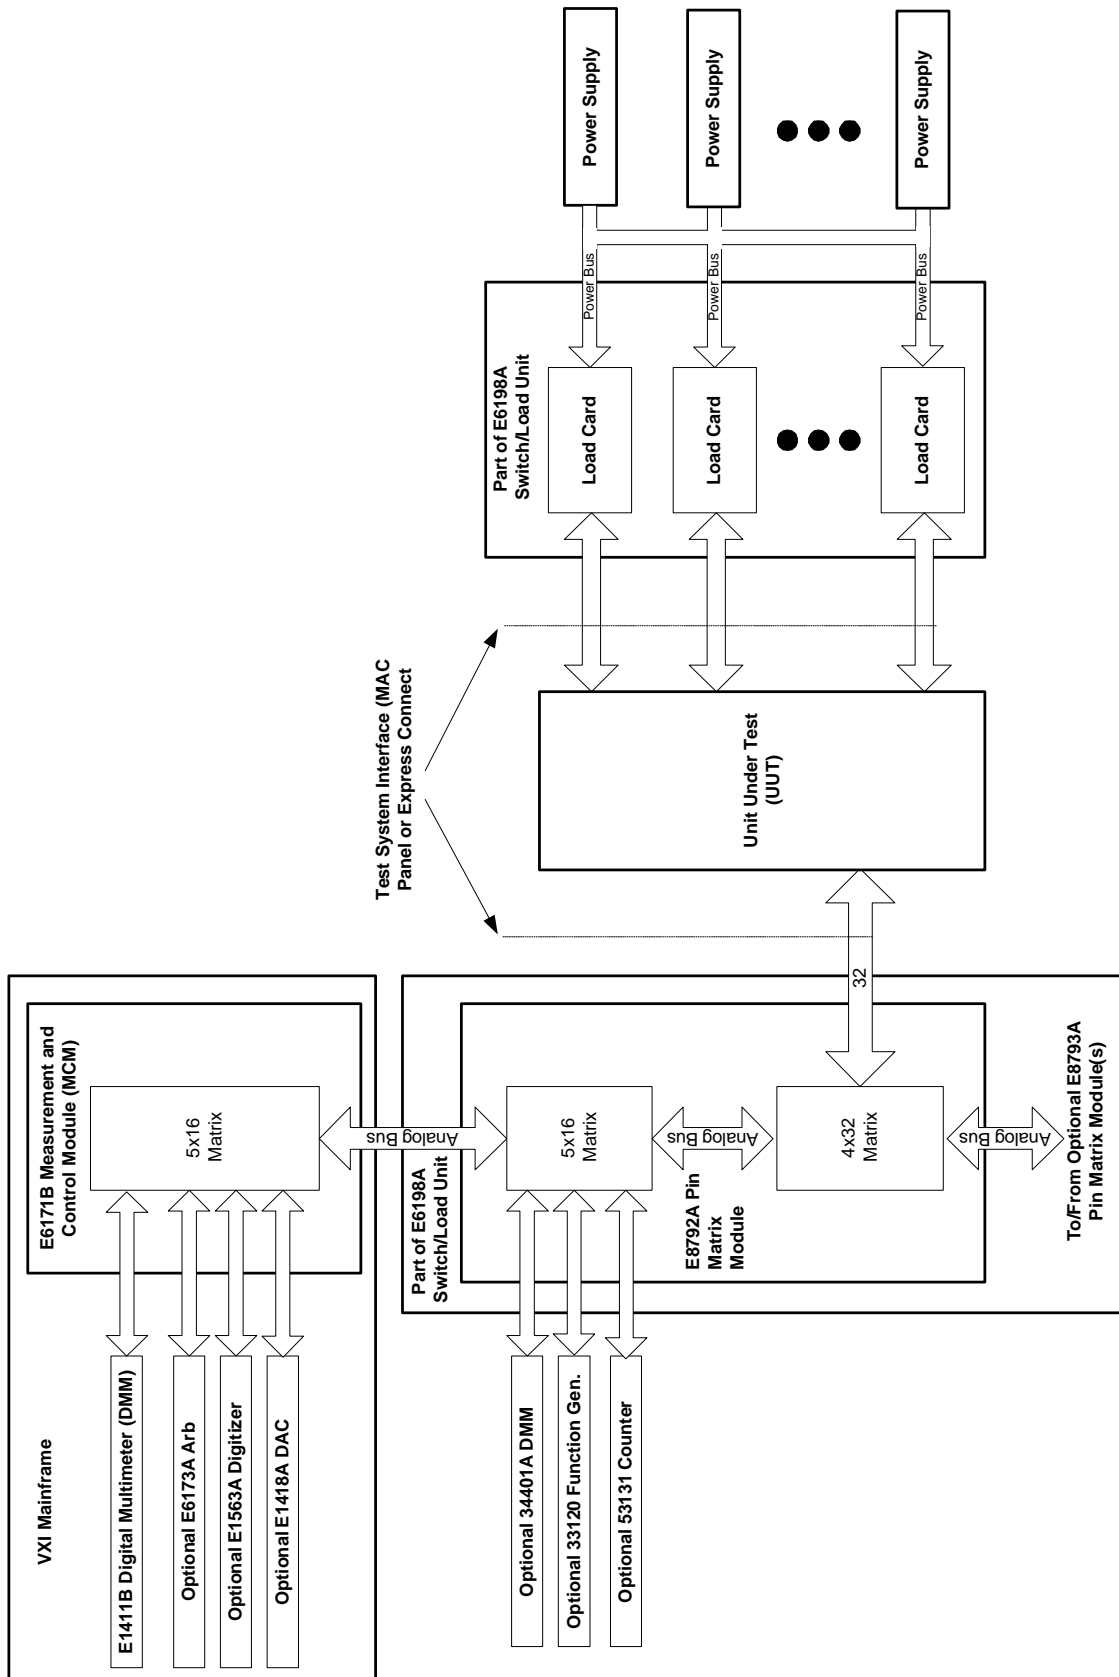 VXI Mainframe
E1411B Digital Multimeter (DMM)
Optional E6173A Arb
Optional E1563A Digitizer
Optional E1418A DAC
E6171B Measurement and
Control Module (MCM)
5x16
Matrix
Analog Bus
Part of E6198A
Switch/Load Unit
Optional 34401A DMM
Optional 33120 Function Gen.
Optional 53131 Counter
5x16
Matrix
Analog Bus
E8792A Pin
Matrix
Module
4x32
Matrix
Analog Bus
To/From Optional E8793A
Pin Matrix Module(s)
32
Test System Interface (MAC
Panel or Express Connect
Unit Under Test
(UUT)
Part of E6198A
Switch/Load Unit
Load Card
Load Card
Load Card
Power Bus
Power Bus
Power Bus
Power Supply
Power Supply
Power Supply